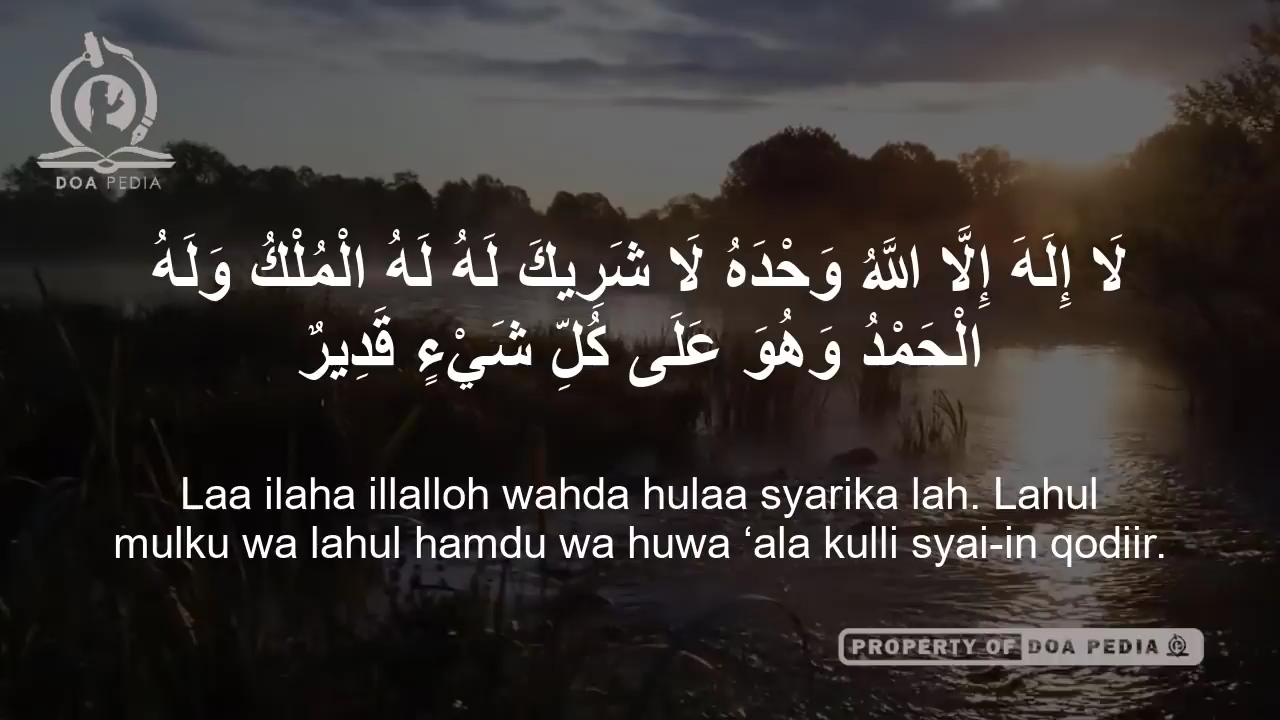 DOA PEDIA
لَا إِلَهَ إِلَّا اللَّهُ وَحْدَهُ لَا شَرِيكَ لَهُ لَهُ الْمُلْكُ وَلَهُ
الْحَمْدُ وَهُوَ عَلَى كُلِّ شَيْءٍ قَدِيرٌ
Laa ilaha illalloh wahda hulaa syarika lah. Lahul
mulku wa lahul hamdu wa huwa ‘ala kulli syai-in qodiir.
PROPERTY OF DOA PEDIA